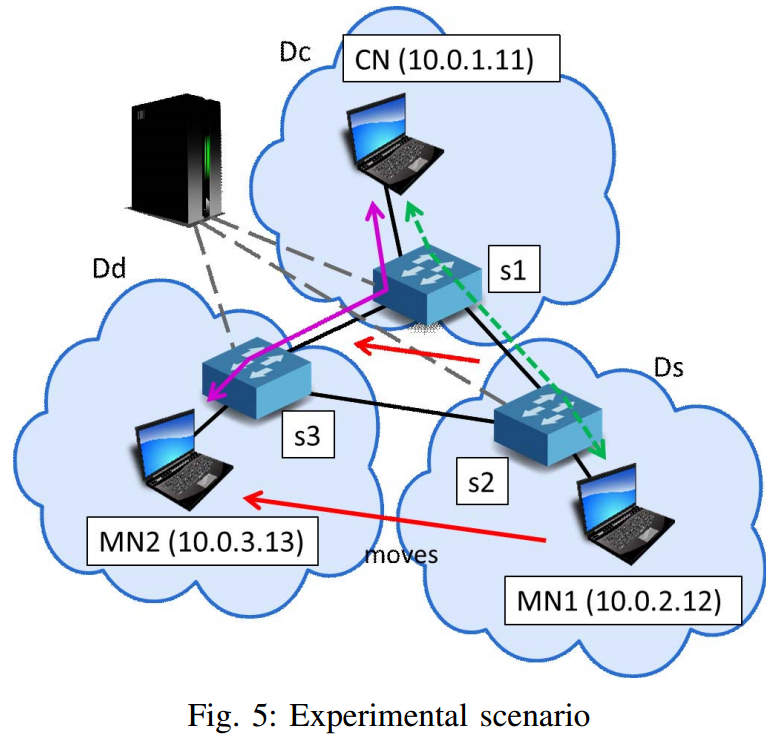 Dc
CN (10.0.1.11)
s1
Dd
Ds
s3
s2
MN2 (10.0.3.13)
moves
MN1 (10.0.2.12)
Fig. 5: Experimental scenario